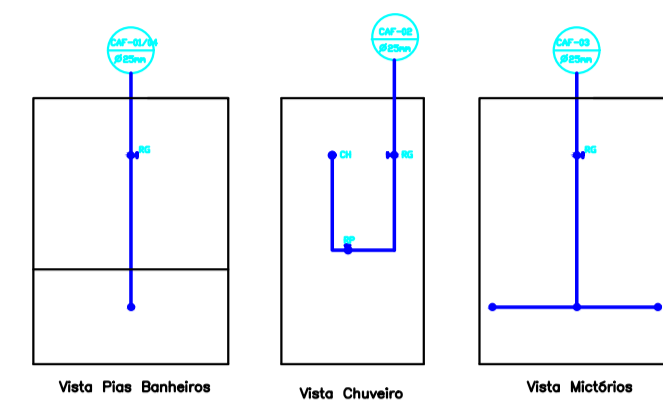 CAF-01/04
Ø25mm
CAF-02
Ø25mm
CAF-03
Ø25mm
RG
CH
RG
RG
RP
Vista Pias Banheiros
Vista Chuveiro
Vista Mictórios